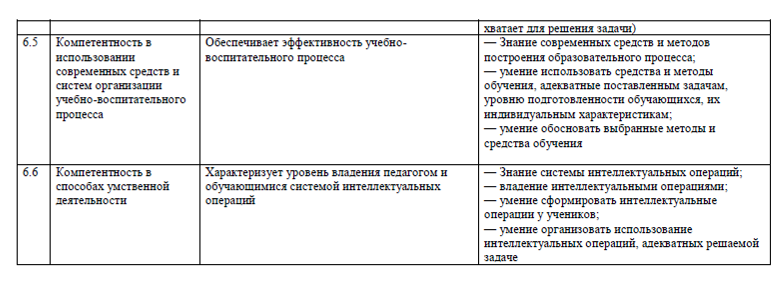 хватает для решения задачи)
6.5
Компетентность в
использовании
современных средств и
систем организации
учебно-воспитательного
процесса
Обеспечивает эффективность учебно-
воспитательного процесса
— Знание современных средств и методов
построения образовательного процесса;
— умение использовать средства и методы
обучения, адекватные поставленным задачам,
уровню подготовленности обучающихся, их
индивидуальным характеристикам;
— умение обосновать выбранные методы и
средства обучения
6.6
Компетентность в
способах умственной
деятельности
Характеризует уровень владения педагогом и
обучающимися системой интеллектуальных
операций
— Знание системы интеллектуальных операций;
— владение интеллектуальными операциями;
— умение сформировать интеллектуальные
операции у учеников;
— умение организовать использование
интеллектуальных операций, адекватных решаемой
задаче